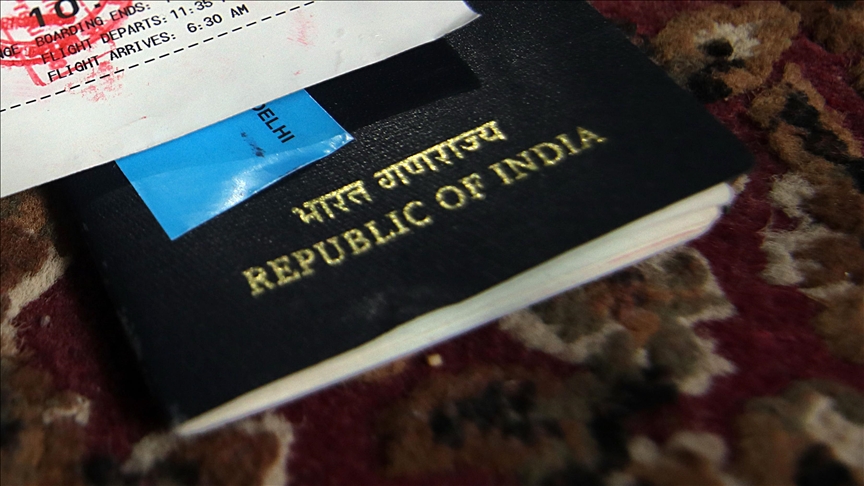 10:
BOARDING ENDS:
FLIGHT DEPARTS: 11:35
FLIGHT ARRIVES: 6:30 AM
DELHI
भारत गणराज्य
REPUBLIC OF INDIA